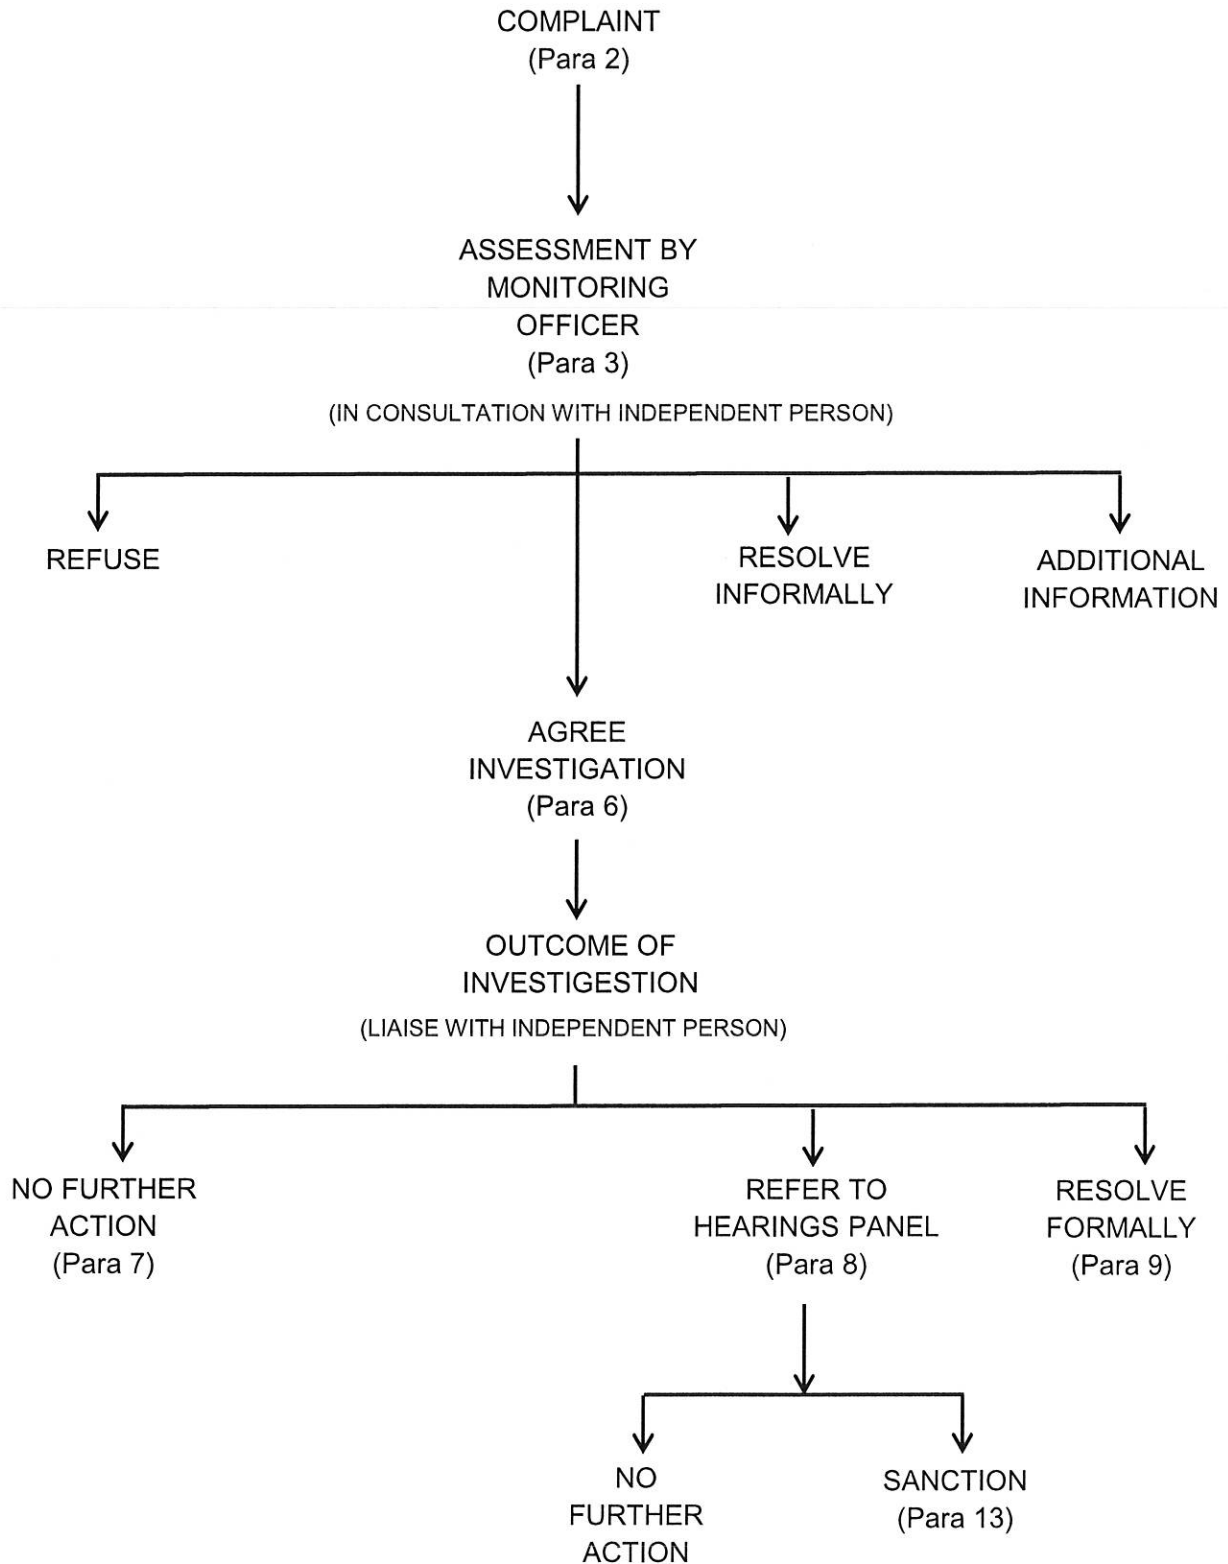 COMPLAINT
(Para 2)
ASSESSMENT BY
MONITORING
OFFICER
(Para 3)
(IN CONSULTATION WITH INDEPENDENT PERSON)
REFUSE
RESOLVE
INFORMALLY
ADDITIONAL
INFORMATION
AGREE
INVESTIGATION
(Para 6)
OUTCOME OF
INVESTIGESTION
(LIAISE WITH INDEPENDENT PERSON)
NO FURTHER
ACTION
(Para 7)
REFER TO
HEARINGS PANEL
(Para 8)
RESOLVE
FORMALLY
(Para 9)
NO
FURTHER
ACTION
SANCTION
(Para 13)